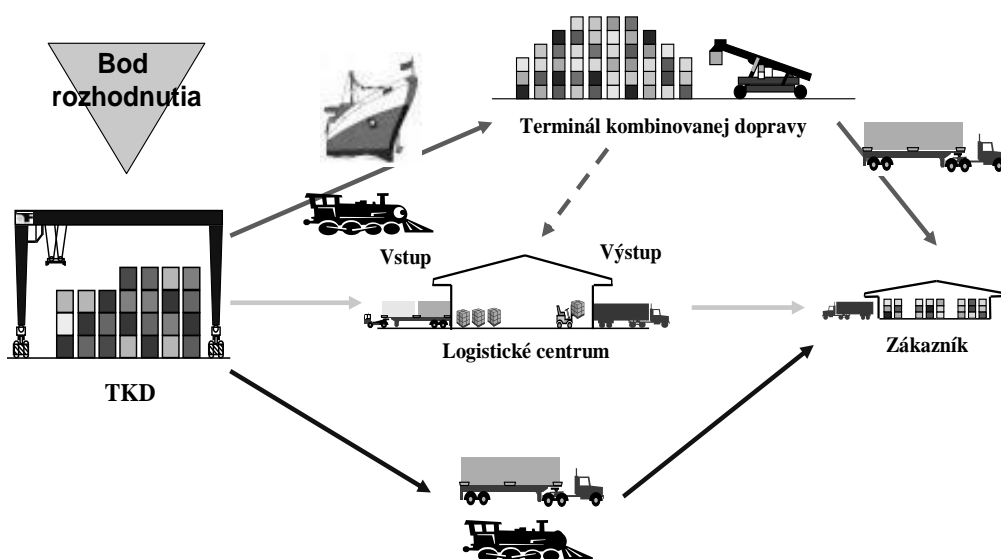 Bod
rozhodnutia
Terminál kombinovanej dopravy
Vstup
Výstup
Logistické centrum
Zákazník
TKD